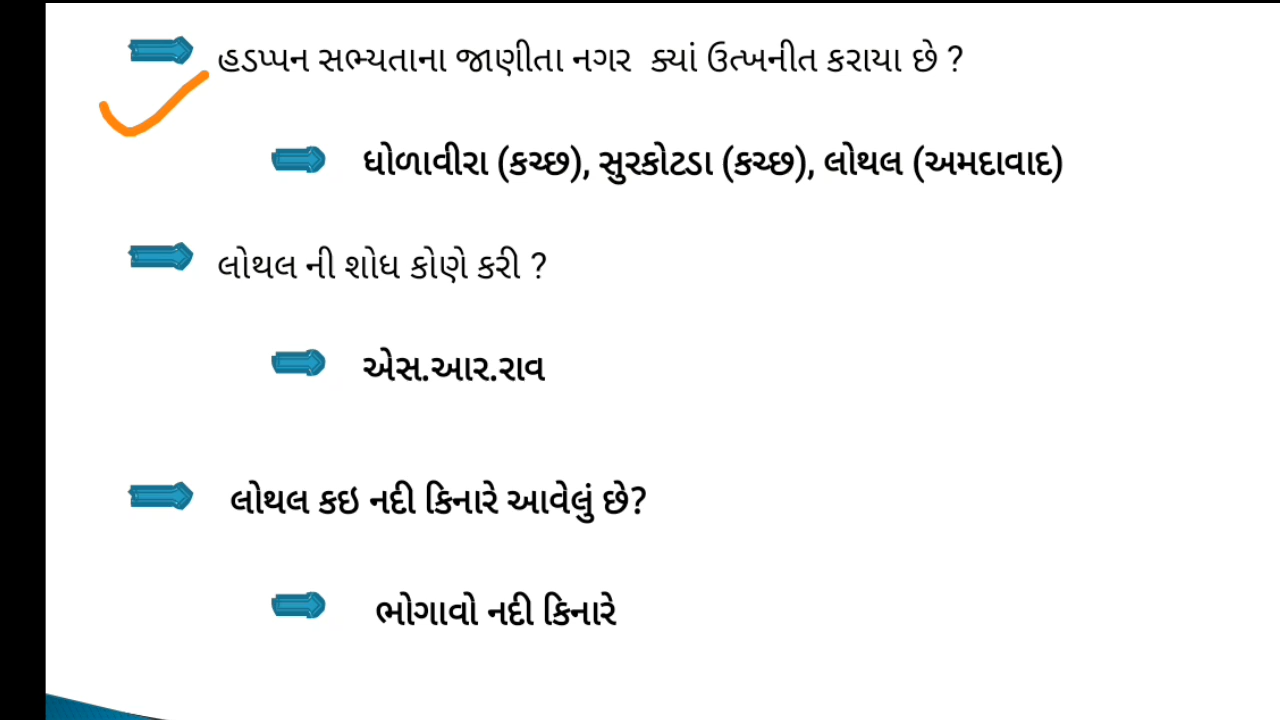 હડપ્પન સભ્યતાના જાણીતા નગર ક્યાં ઉત્ખનીત કરાયા છે ?
ધોળાવીરા (કચ્છ), સુરકોટડા (કચ્છ), લોથલ (અમદાવાદ)
લોથલ ની શોધ કોણે કરી ?
એસ.આર.રાવ
લોથલ કઇ નદી કિનારે આવેલું છે?
ભોગાવો નદી કિનારે